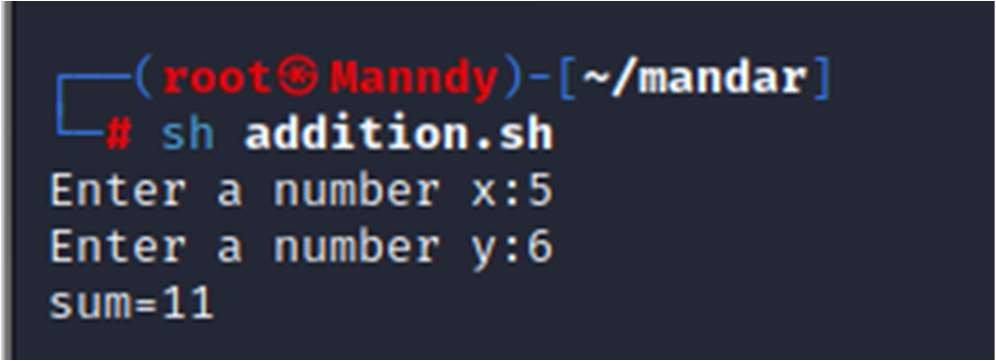 ┌──(root㉿Manndy)-[~/mandar]
└─# sh addition.sh
Enter a number x:5
Enter a number y:6
sum=11